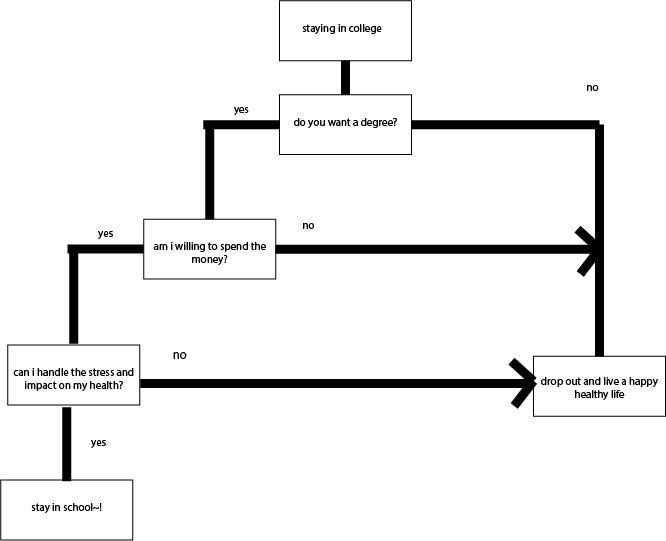 staying in college
no
yes
do you want a degree?
no
yes
am i willing to spend the
money?
no
can i handle the stress and
impact on my health?
drop out and live a happy
healthy life
yes
stay in school~!